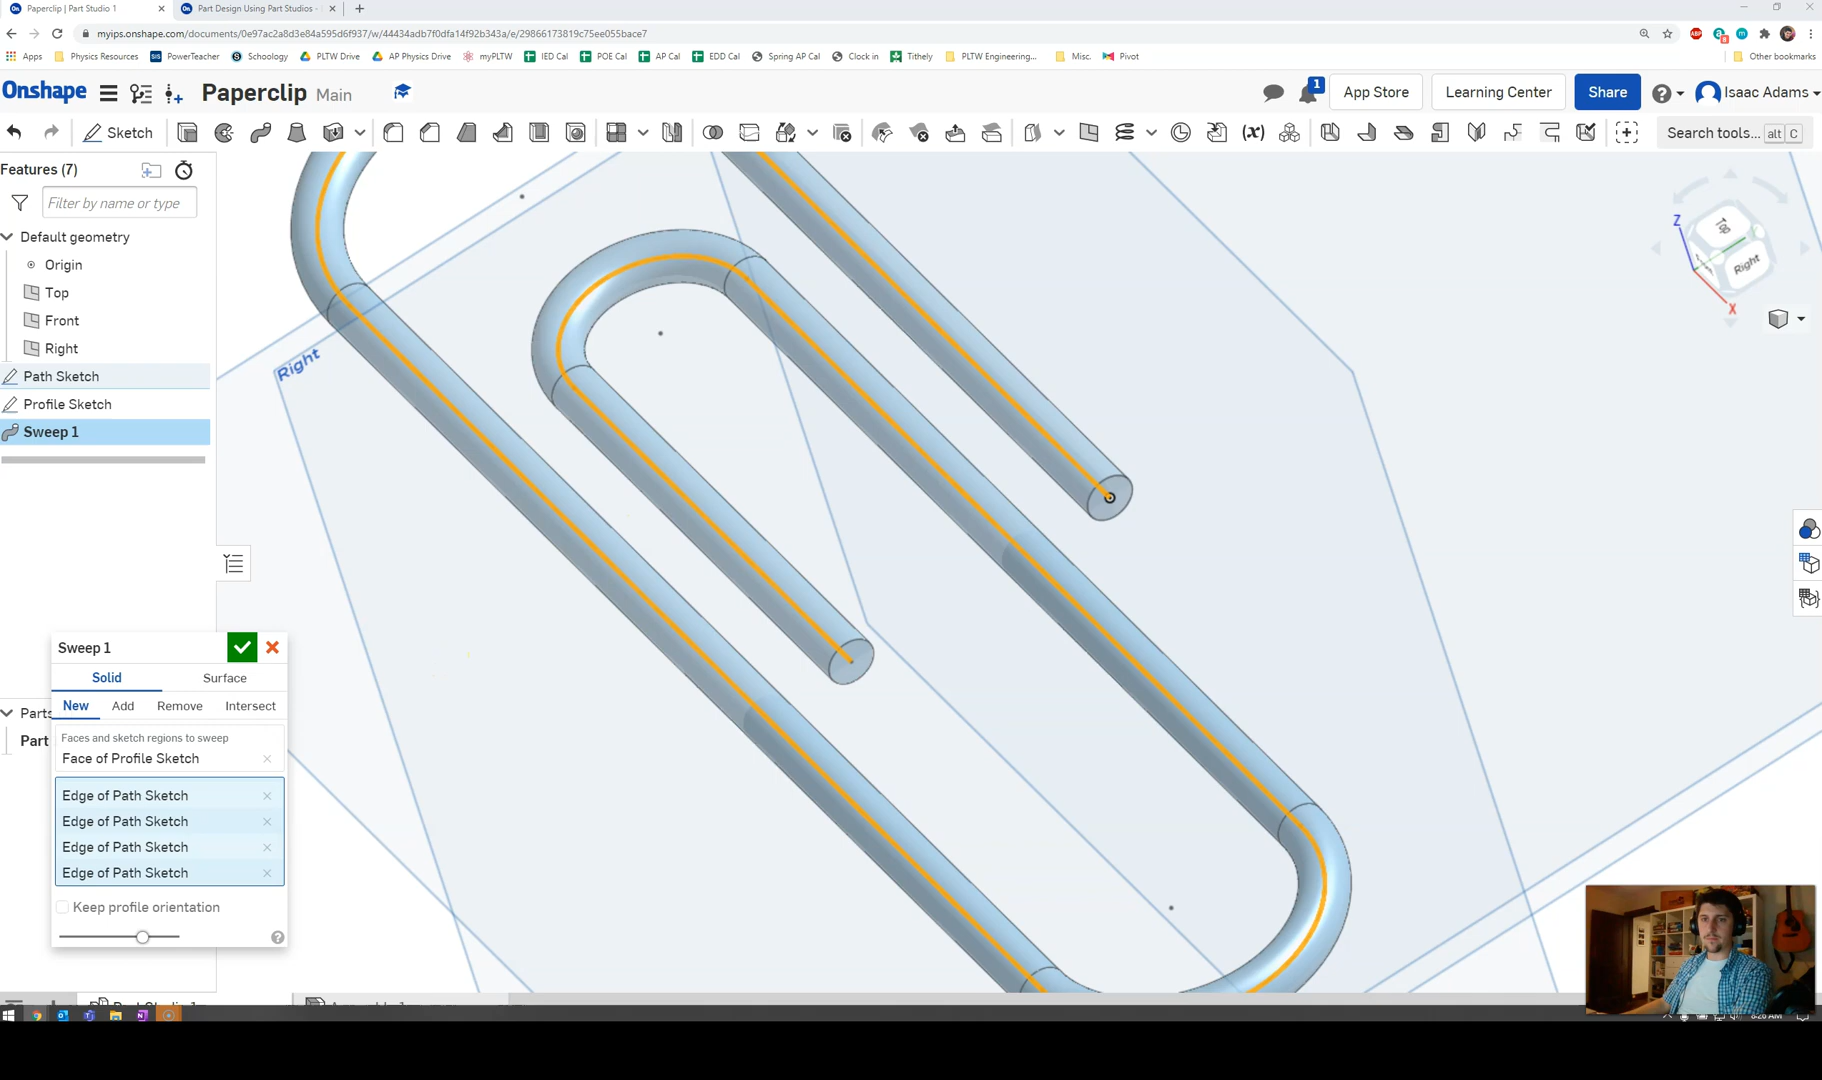 Paperclip | Part Studio 1
Part Design Using Part Studios -
myips.onshape.com/documents/0e97ac2a8d3e84a595d6f937/w/44434adb7f0dfa14f92b343a/e/29866173819c75ee055bace7
Apps
Physics Resources
PowerTeacher
Schoology
PLTW Drive
AP Physics Drive
myPLTW
IED Cal
POE Cal
AP Cal
EDD Cal
Spring AP Cal
Clock in
Tithely
PLTW Engineering...
Misc.
Pivot
Other bookmarks
Onshape
Paperclip Main
1
App Store
Learning Center
Share
Isaac Adams
Sketch
Search tools... alt C
Features (7)
Filter by name or type
Default geometry
Origin
Top
Front
Right
Path Sketch
Profile Sketch
Sweep 1
Right
Z
Right
X
Sweep 1
Solid
Surface
New
Add
Remove
Intersect
Parts
Faces and sketch regions to sweep
Part
Face of Profile Sketch
Edge of Path Sketch
Edge of Path Sketch
Edge of Path Sketch
Edge of Path Sketch
Keep profile orientation